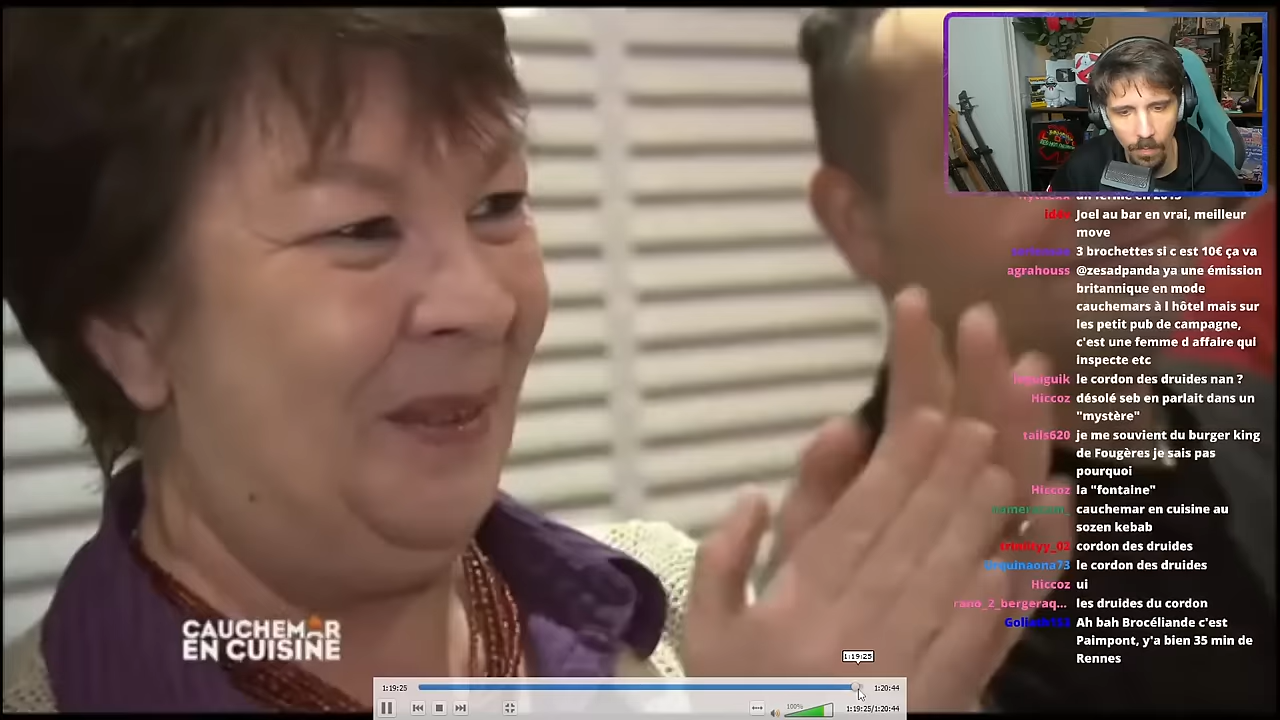 Joel au bar en vrai, meilleur
move
3 brochettes si c est 10€ ça va
agrahouss @zesadpanda ya une émission
britannique en mode
cauchemars à l hôtel mais sur
les petit pub de campagne,
c'est une femme d affaire qui
inspecte etc
le cordon des druides nan ?
Hiccoz désolé seb en parlait dans un
"mystère"
tails620 je me souvient du burger king
de Fougères je sais pas
pourquoi
Hiccoz la "fontaine"
cauchemar en cuisine au
sozen kebab
cordon des druides
le cordon des druides
Hiccoz ui
rano_2_bergeraq... les druides du cordon
Ah bah Brocéliande c'est
Paimpont, y'a bien 35 min de
Rennes
CAUCHEMAR
EN CUISINE
1:19:25
1:19:25 1:20:44
100% 1:19:25/1:20:44